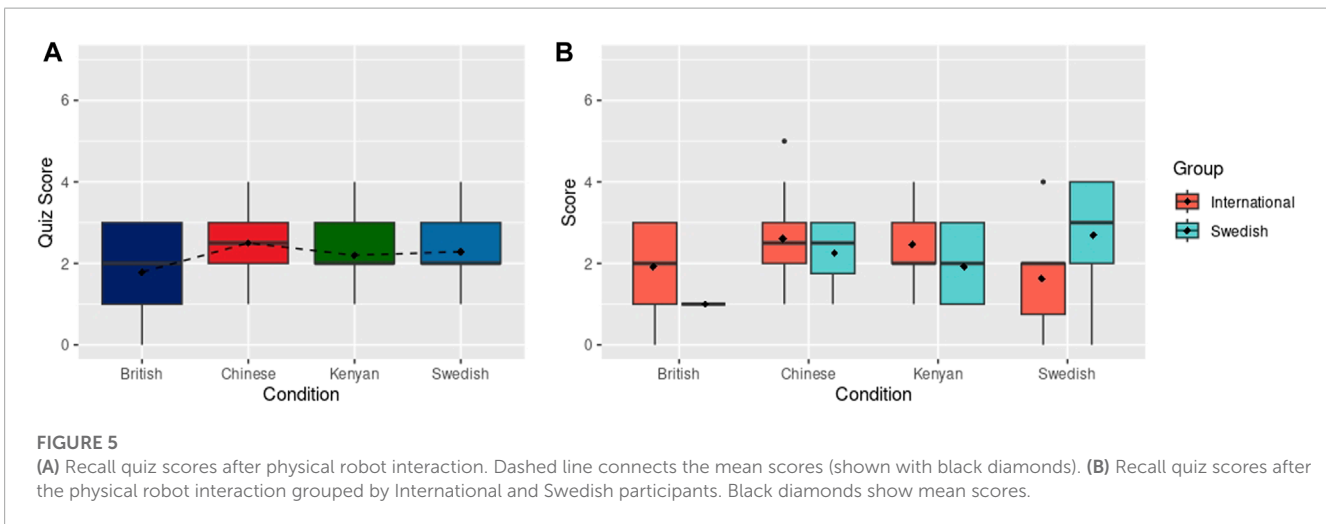 A
B
Quiz Score
6
4
2
0
British Chinese Kenyan Swedish
Condition
Score
6
4
2
0
British Chinese Kenyan Swedish
Condition
Group
International
Swedish
FIGURE 5
(A) Recall quiz scores after physical robot interaction. Dashed line connects the mean scores (shown with black diamonds). (B) Recall quiz scores after
the physical robot interaction grouped by International and Swedish participants. Black diamonds show mean scores.